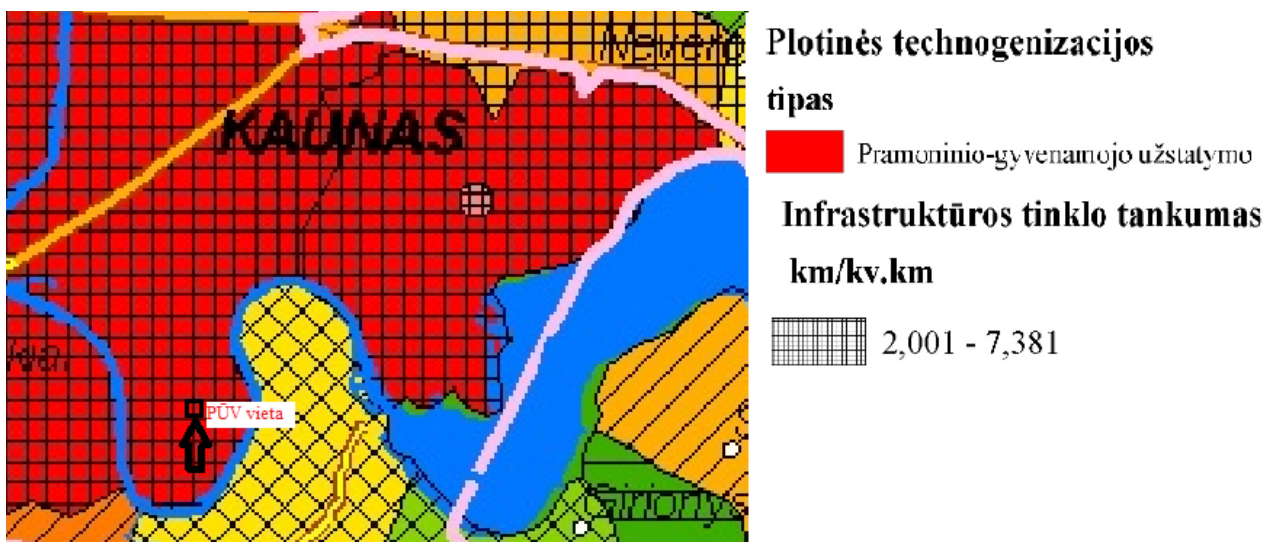 KAUNAS
PŪV vieta
Plotinės technogenizacijos
tipas
Pramoninio-gyvenamojo užstatymo
Infrastruktūros tinklo tankumas
km/kv.km
2,001 - 7,381